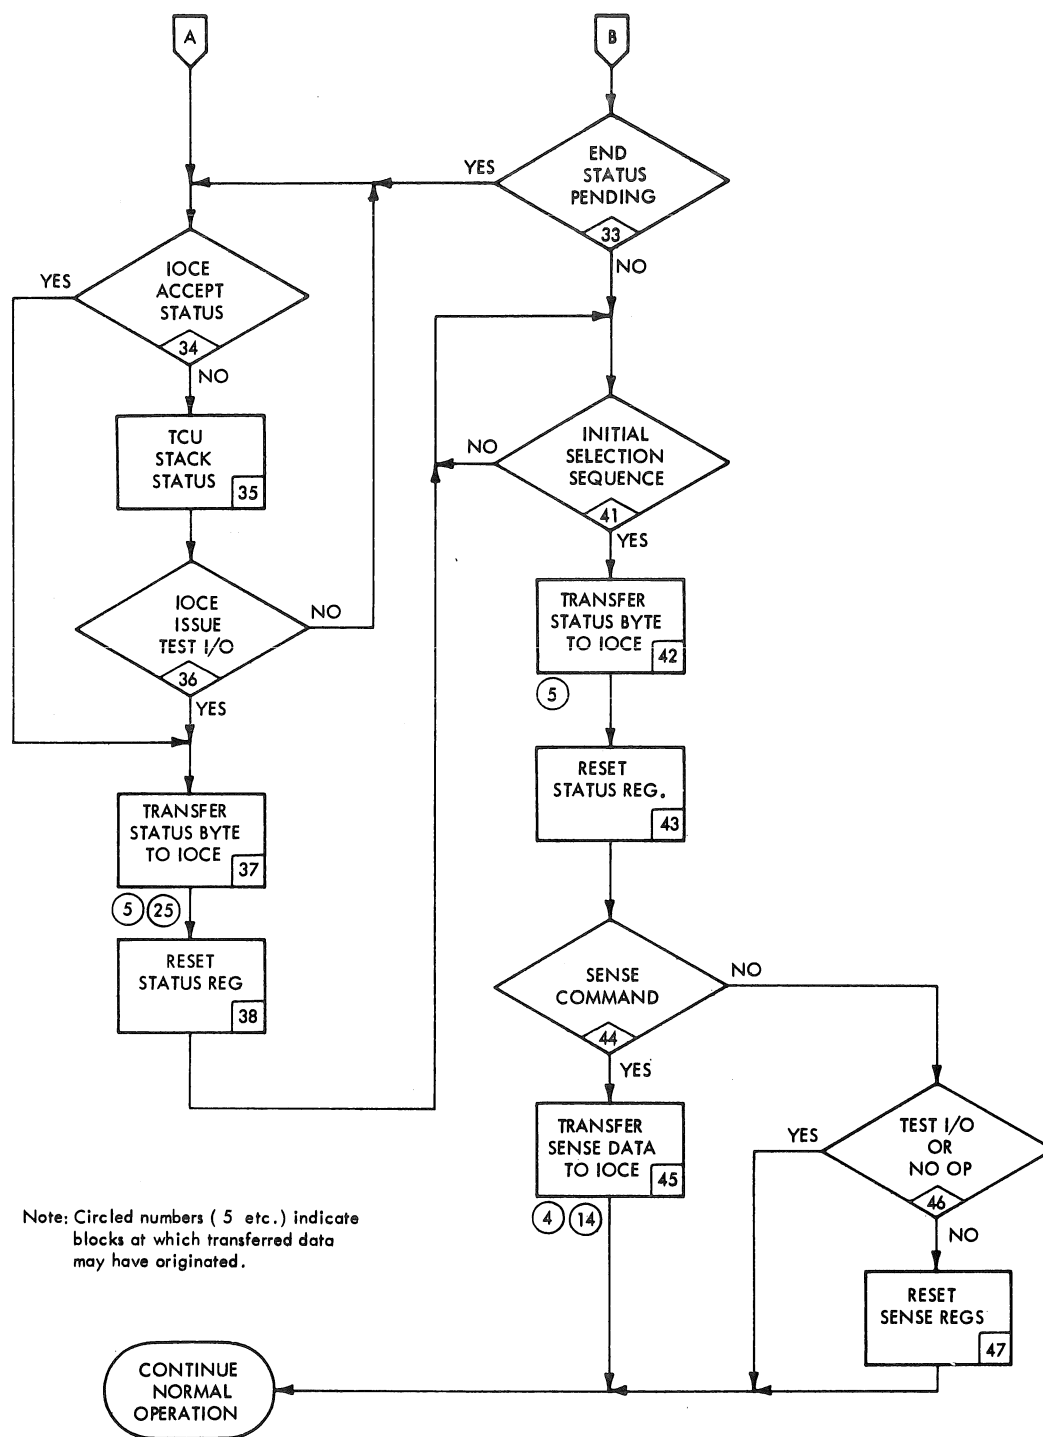 A
B
END
STATUS
PENDING
33
YES
NO
IOCE
ACCEPT
STATUS
34
YES
NO
TCU
STACK
STATUS
35
IOCE
ISSUE
TEST I/O
36
NO
YES
TRANSFER
STATUS BYTE
TO IOCE
37
5 25
RESET
STATUS REG
38
INITIAL
SELECTION
SEQUENCE
41
NO
YES
TRANSFER
STATUS BYTE
TO IOCE
42
5
RESET
STATUS REG.
43
SENSE
COMMAND
44
NO
YES
TRANSFER
SENSE DATA
TO IOCE
45
4 14
TEST I/O
OR
NO OP
46
YES
NO
RESET
SENSE REGS
47
Note: Circled numbers ( 5 etc.) indicate
blocks at which transferred data
may have originated.
CONTINUE
NORMAL
OPERATION